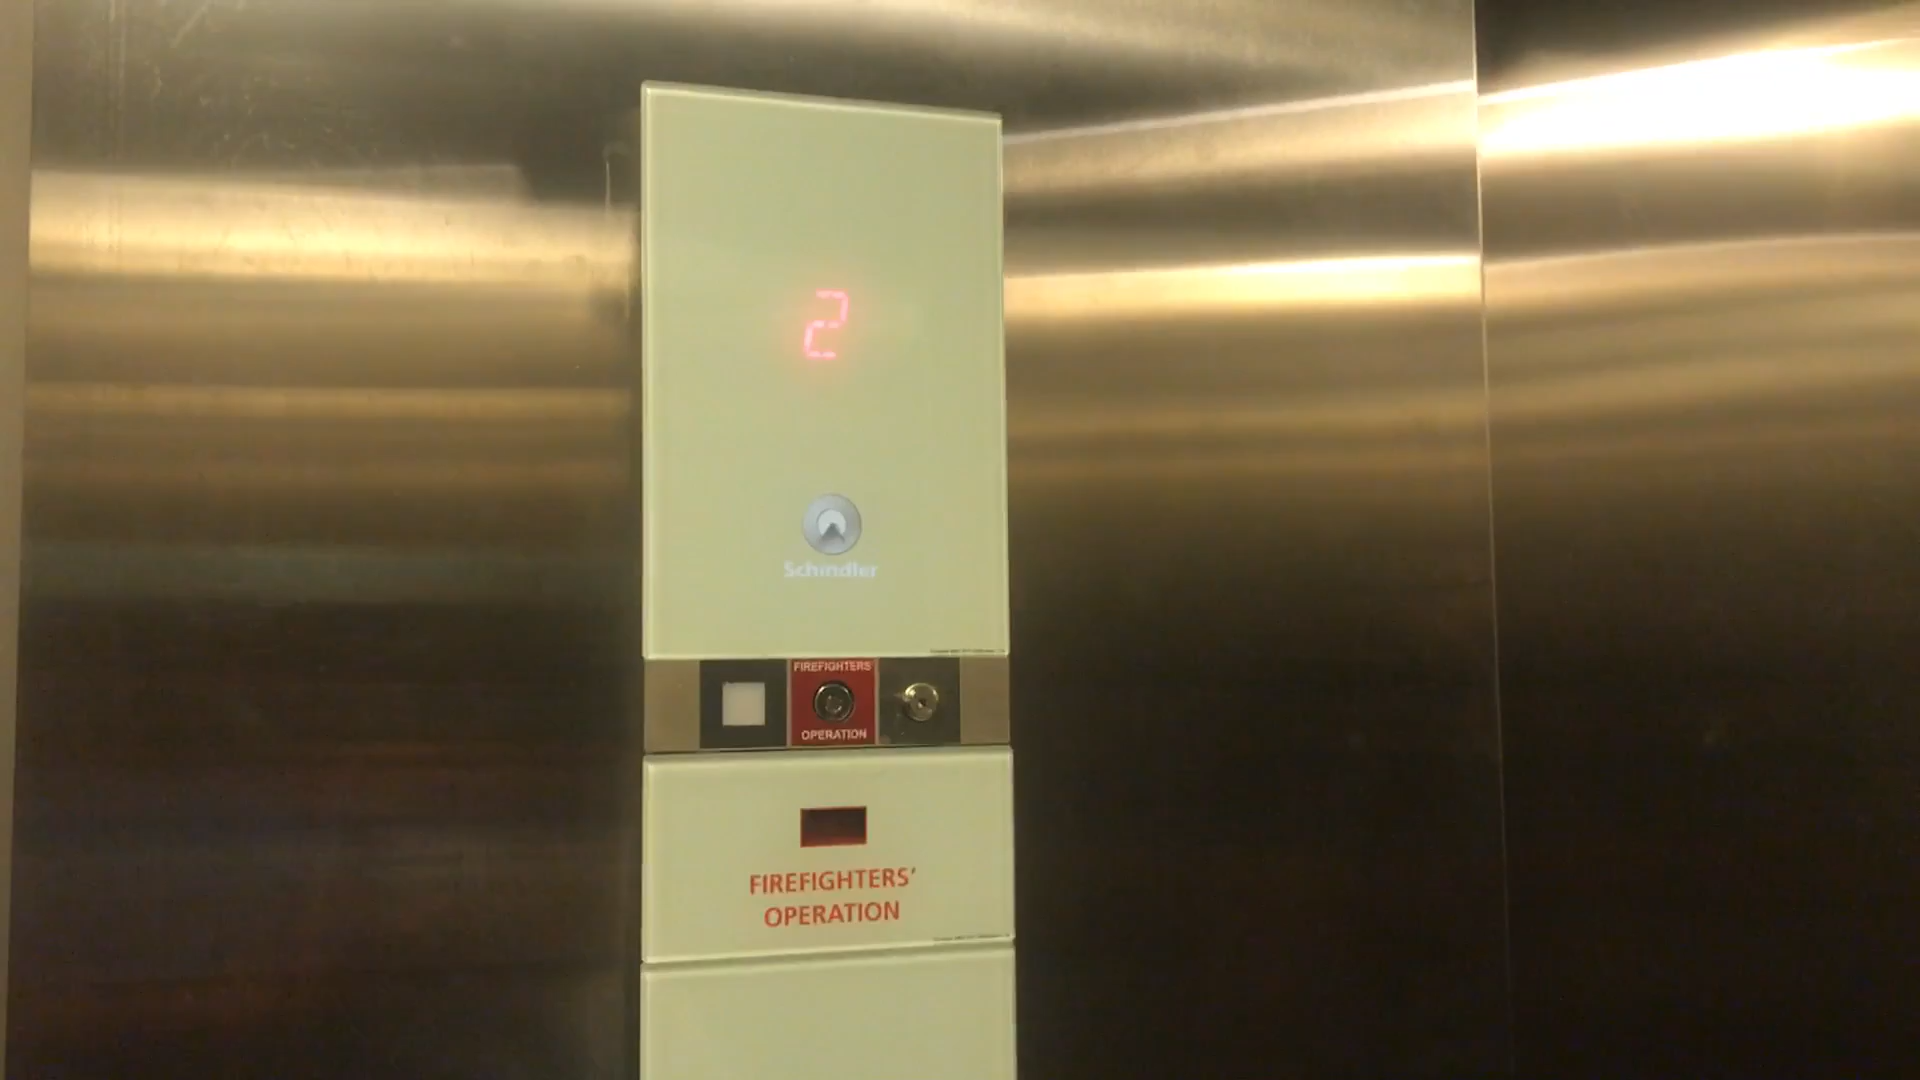 2
Schindler
FIREFIGHTERS
OPERATION
FIREFIGHTERS'
OPERATION